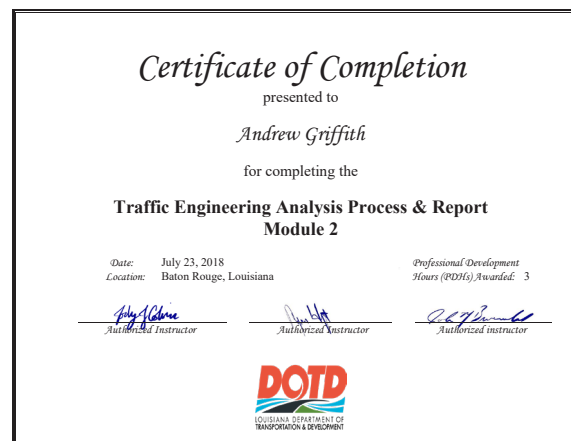 Certificate of Completion
presented to
Andrew Griffith
for completing the
Traffic Engineering Analysis Process & Report
Module 2
Date: July 23, 2018
Location: Baton Rouge, Louisiana
Professional Development
Hours (PDHs) Awarded: 3
Authorized Instructor
Authorized Instructor
Authorized instructor
DOTD
LOUISIANA DEPARTMENT OF
TRANSPORTATION & DEVELOPMENT